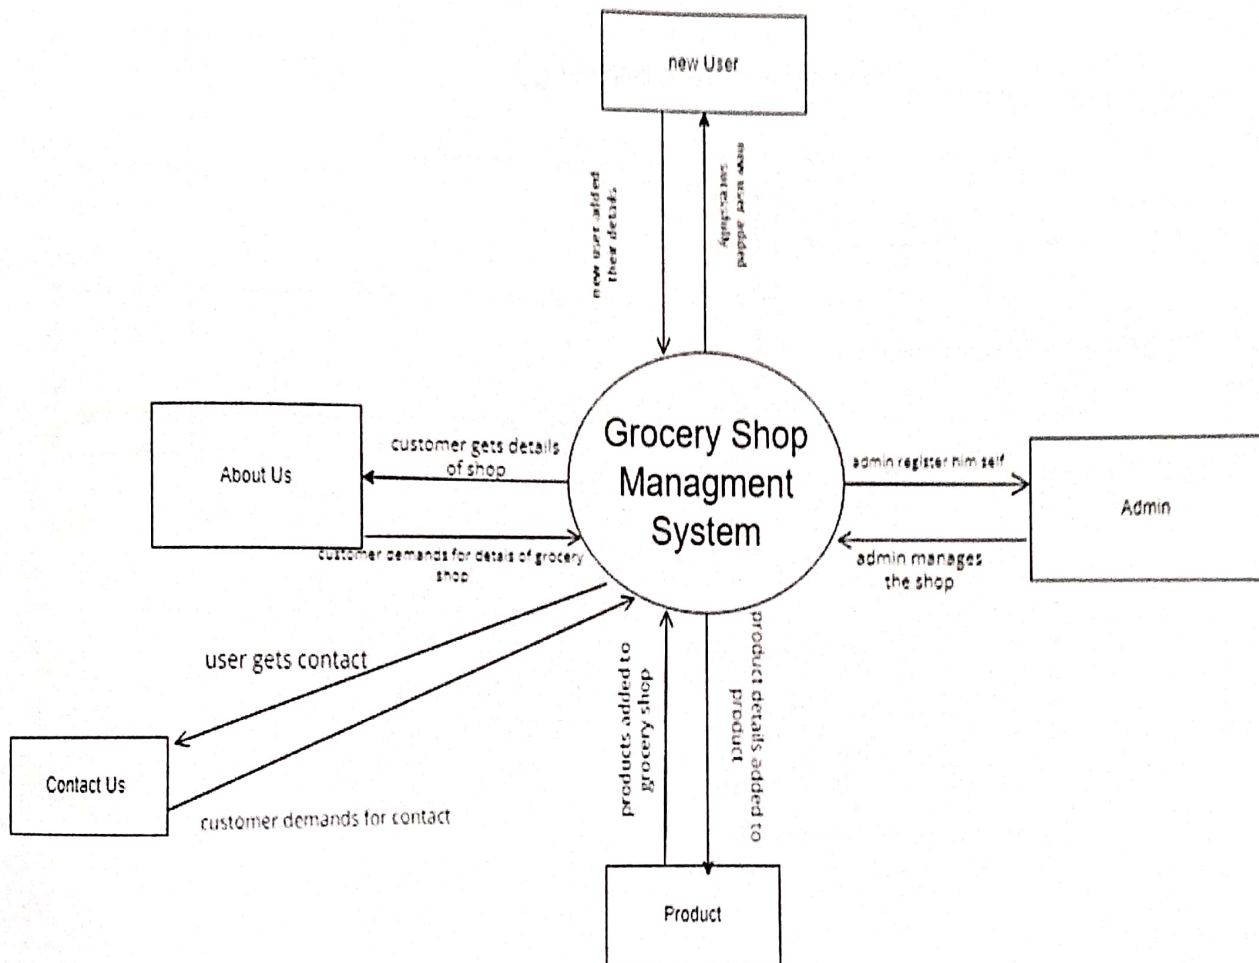 new User
new user added
their details
new user added
sucessfully
Grocery Shop
Managment
System
customer gets details
of shop
About Us
customer demands for detais of grocery
shop
admin register him self
Admin
admin manages
the shop
user gets contact
Contact Us
customer demands for contact
products added to
grocery shop
product details added to
product
Product